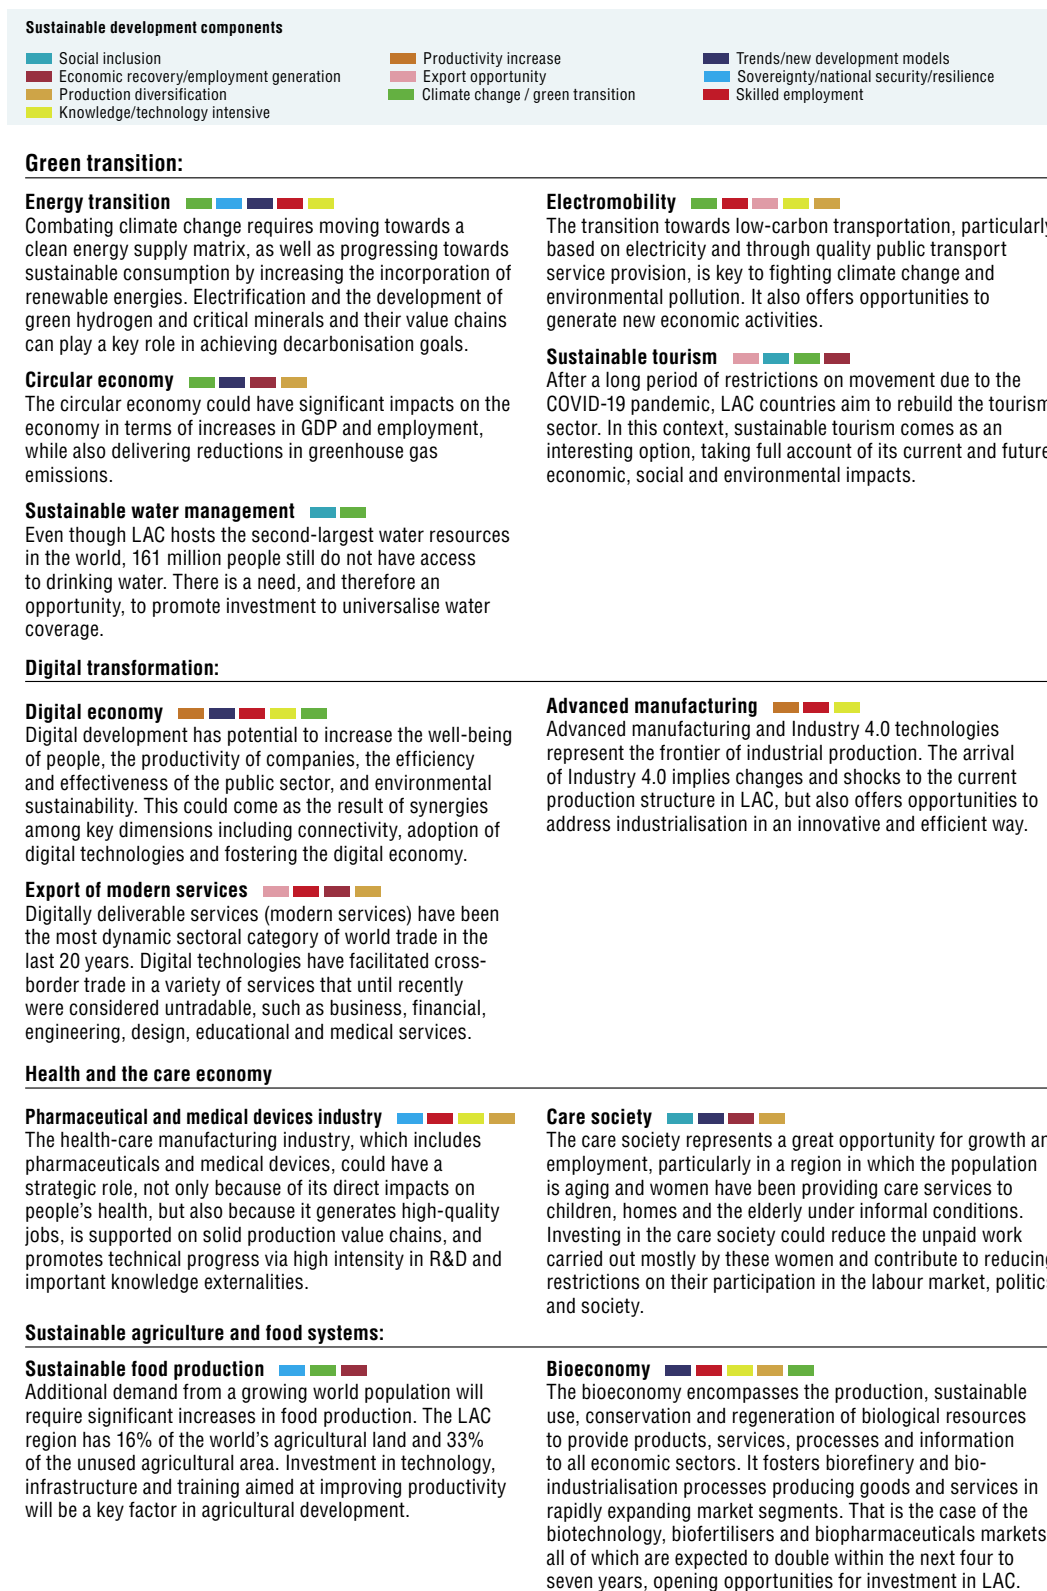 Sustainable development components
Social inclusion
Economic recovery/employment generation
Production diversification
Knowledge/technology intensive
Productivity increase
Export opportunity
Climate change / green transition
Trends/new development models
Sovereignty/national security/resilience
Skilled employment
Green transition:
Energy transition
Combating climate change requires moving towards a
clean energy supply matrix, as well as progressing towards
sustainable consumption by increasing the incorporation of
renewable energies. Electrification and the development of
green hydrogen and critical minerals and their value chains
can play a key role in achieving decarbonisation goals.
Circular economy
The circular economy could have significant impacts on the
economy in terms of increases in GDP and employment,
while also delivering reductions in greenhouse gas
emissions.
Sustainable water management
Even though LAC hosts the second-largest water resources
in the world, 161 million people still do not have access
to drinking water. There is a need, and therefore an
opportunity, to promote investment to universalise water
coverage.
Electromobility
The transition towards low-carbon transportation, particularly
based on electricity and through quality public transport
service provision, is key to fighting climate change and
environmental pollution. It also offers opportunities to
generate new economic activities.
Sustainable tourism
After a long period of restrictions on movement due to the
COVID-19 pandemic, LAC countries aim to rebuild the tourism
sector. In this context, sustainable tourism comes as an
interesting option, taking full account of its current and future
economic, social and environmental impacts.
Digital transformation:
Digital economy
Digital development has potential to increase the well-being
of people, the productivity of companies, the efficiency
and effectiveness of the public sector, and environmental
sustainability. This could come as the result of synergies
among key dimensions including connectivity, adoption of
digital technologies and fostering the digital economy.
Export of modern services
Digitally deliverable services (modern services) have been
the most dynamic sectoral category of world trade in the
last 20 years. Digital technologies have facilitated cross-
border trade in a variety of services that until recently
were considered untradable, such as business, financial,
engineering, design, educational and medical services.
Advanced manufacturing
Advanced manufacturing and Industry 4.0 technologies
represent the frontier of industrial production. The arrival
of Industry 4.0 implies changes and shocks to the current
production structure in LAC, but also offers opportunities to
address industrialisation in an innovative and efficient way.
Health and the care economy
Pharmaceutical and medical devices industry
The health-care manufacturing industry, which includes
pharmaceuticals and medical devices, could have a
strategic role, not only because of its direct impacts on
people's health, but also because it generates high-quality
jobs, is supported on solid production value chains, and
promotes technical progress via high intensity in R&D and
important knowledge externalities.
Care society
The care society represents a great opportunity for growth an
employment, particularly in a region in which the population
is aging and women have been providing care services to
children, homes and the elderly under informal conditions.
Investing in the care society could reduce the unpaid work
carried out mostly by these women and contribute to reducing
restrictions on their participation in the labour market, politic
and society.
Sustainable agriculture and food systems:
Sustainable food production
Additional demand from a growing world population will
require significant increases in food production. The LAC
region has 16% of the world's agricultural land and 33%
of the unused agricultural area. Investment in technology,
infrastructure and training aimed at improving productivity
will be a key factor in agricultural development.
Bioeconomy
The bioeconomy encompasses the production, sustainable
use, conservation and regeneration of biological resources
to provide products, services, processes and information
to all economic sectors. It fosters biorefinery and bio-
industrialisation processes producing goods and services in
rapidly expanding market segments. That is the case of the
biotechnology, biofertilisers and biopharmaceuticals markets
all of which are expected to double within the next four to
seven years, opening opportunities for investment in LAC.